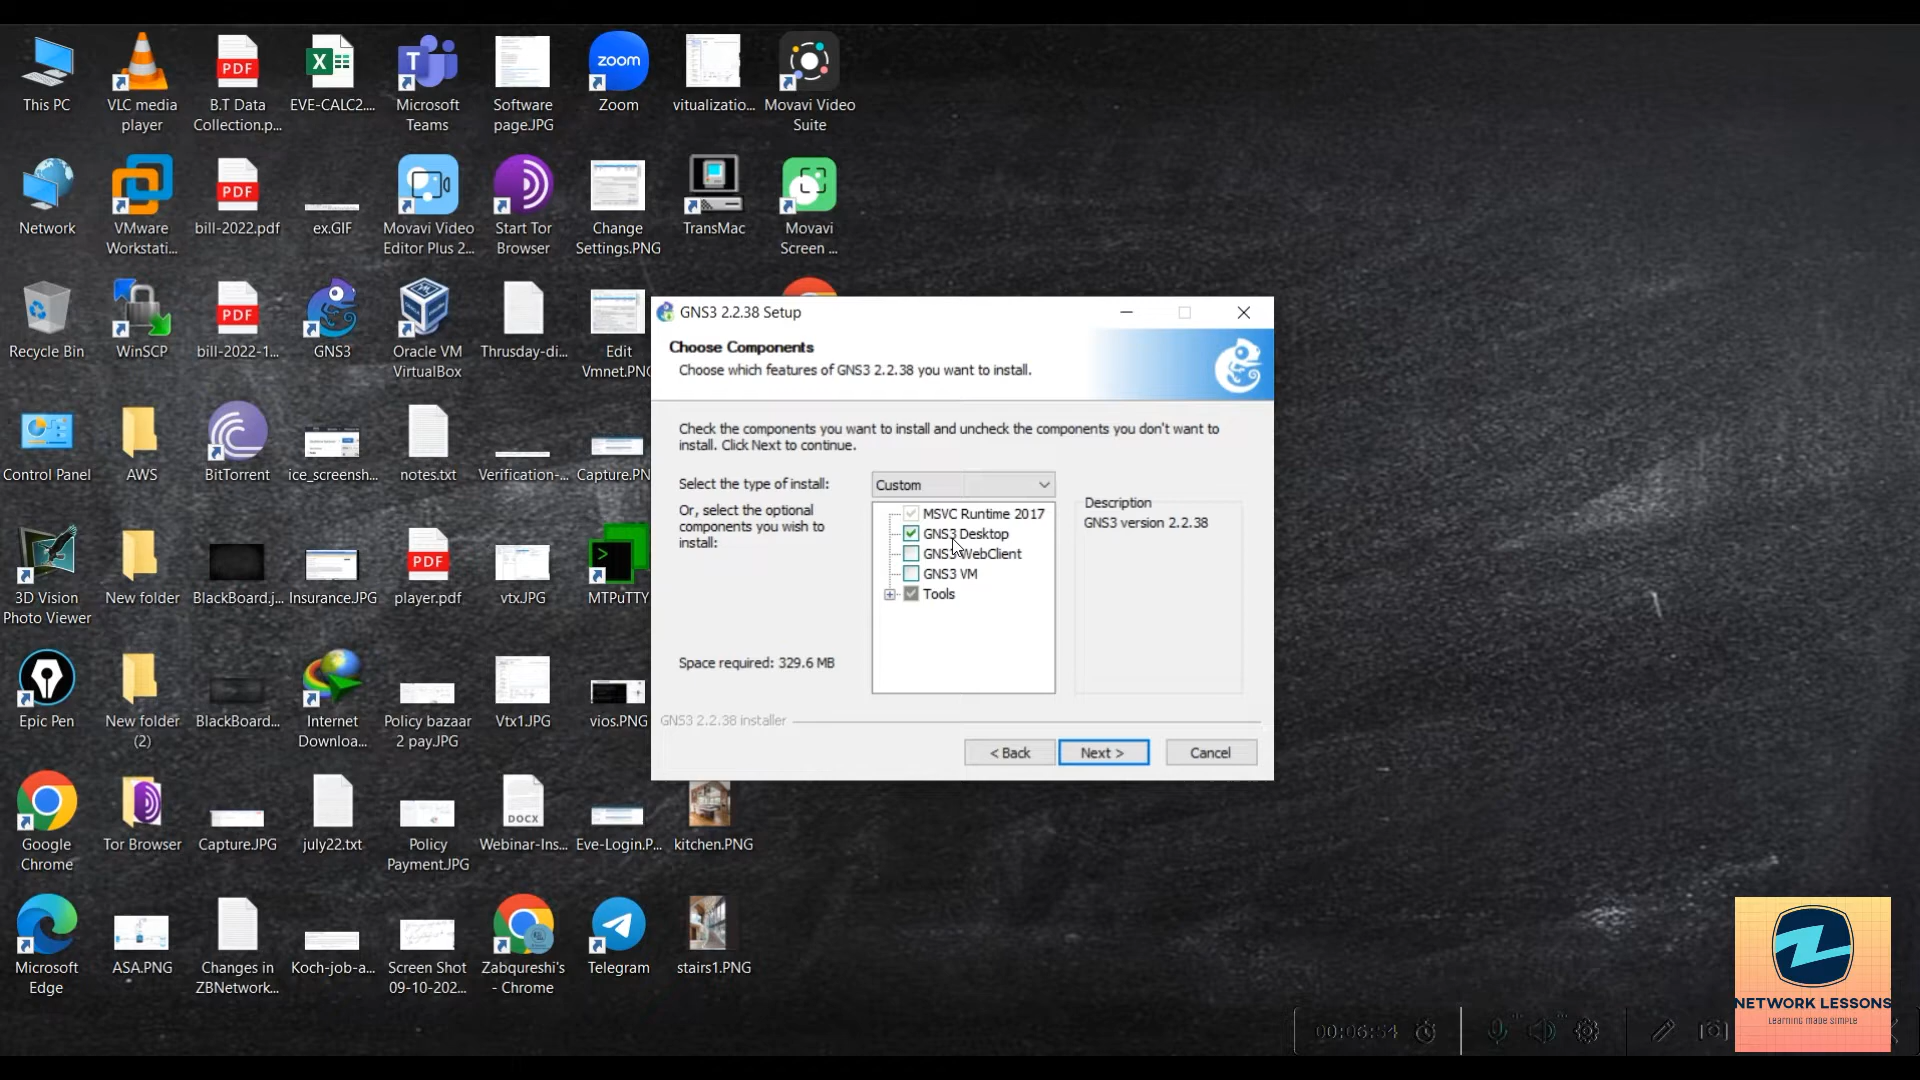 This PC
VLC media
player
B.T Data
Collection.p...
EVE-CALC2....
Microsoft
Teams
Software
page.JPG
zoom
Zoom
vitualizatio...
Movavi Video
Suite
Network
VMware
Workstati...
bill-2022.pdf
ex.GIF
Movavi Video
Editor Plus 2...
Start Tor
Browser
Change
Settings.PNG
TransMac
Movavi
Screen ...
Recycle Bin
WinSCP
bill-2022-1...
GNS3
Oracle VM
VirtualBox
Thrusday-di...
Edit
Vmnet.PNG
Control Panel
AWS
BitTorrent
ice_screensh...
notes.txt
Verification-...
Capture.PN
3D Vision
Photo Viewer
New folder
BlackBoard.j...
Insurance.JPG
player.pdf
vtx.JPG
MTPuTTY
Epic Pen
New folder
(2)
BlackBoard...
Internet
Downloa...
Policy bazaar
2 pay.JPG
Vtx1.JPG
vios.PNG
Google
Chrome
Tor Browser
Capture.JPG
july22.txt
Policy
Payment.JPG
DOCX
Webinar-Ins...
Eve-Login.P...
kitchen.PNG
Microsoft
Edge
ASA.PNG
Changes in
ZBNetwork...
Koch-job-a...
Screen Shot
09-10-202...
Zabqureshi's
- Chrome
Telegram
stairs1.PNG
PDF
PDF
PDF
PDF
GNS3 2.2.38 Setup
Choose Components
Choose which features of GNS3 2.2.38 you want to install.
Check the components you want to install and uncheck the components you don't want to
install. Click Next to continue.
Select the type of install:
Custom
Or, select the optional
components you wish to
install:
MSVC Runtime 2017
GNS3 Desktop
GNS3 WebClient
GNS3 VM
Tools
Description
GNS3 version 2.2.38
Space required: 329.6 MB
GNS3 2.2.38 installer
< Back
Next >
Cancel
00:06:54
NETWORK LESSONS
Learning made simple